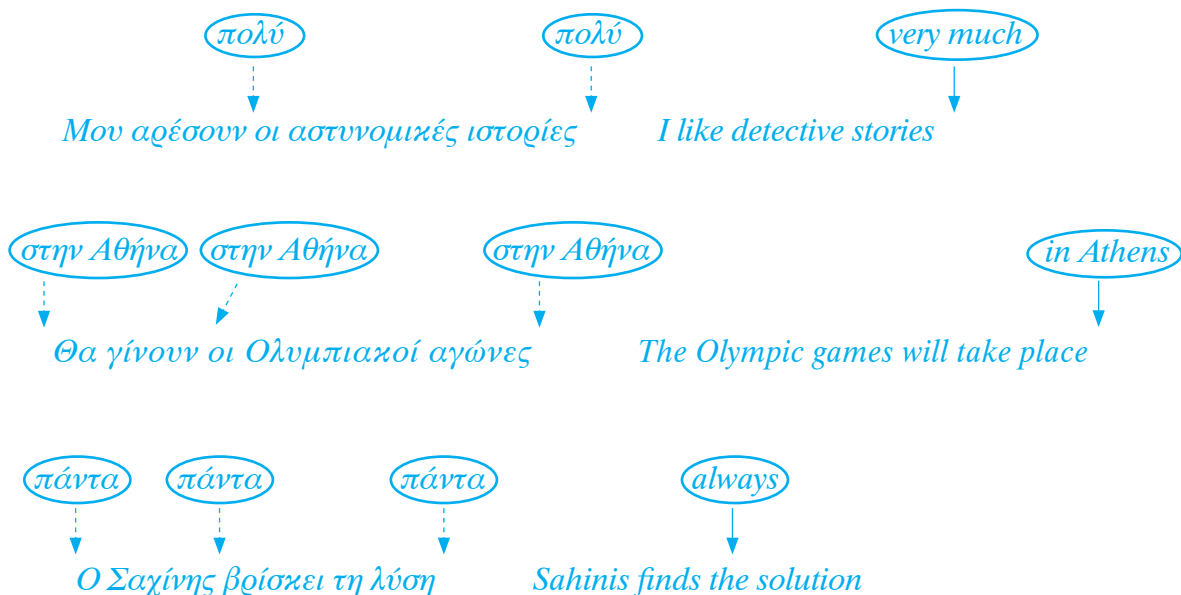 πολύ πολύ very much
Μου αρέσουν οι αστυνομικές ιστορίες I like detective stories
στην Αθήνα στην Αθήνα στην Αθήνα in Athens
Θα γίνουν οι Ολυμπιακοί αγώνες The Olympic games will take place
πάντα πάντα πάντα always
Ο Σαχίνης βρίσκει τη λύση Sahinis finds the solution